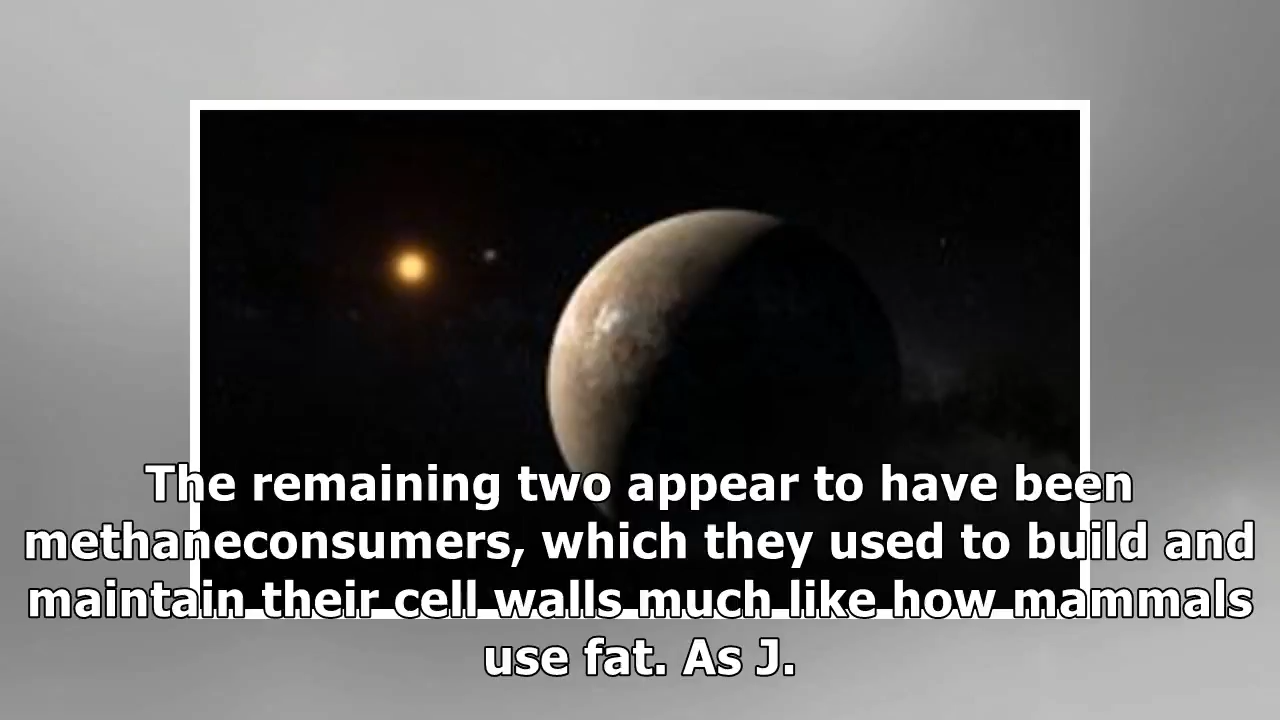 The remaining two appear to have been
methaneconsumers, which they used to build and
maintain their cell walls much like how mammals
use fat. As J.